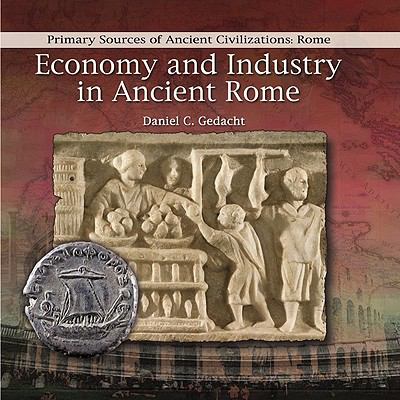 Primary Sources of Ancient Civilizations: Rome
Economy and Industry
in Ancient Rome
Daniel C. Gedacht